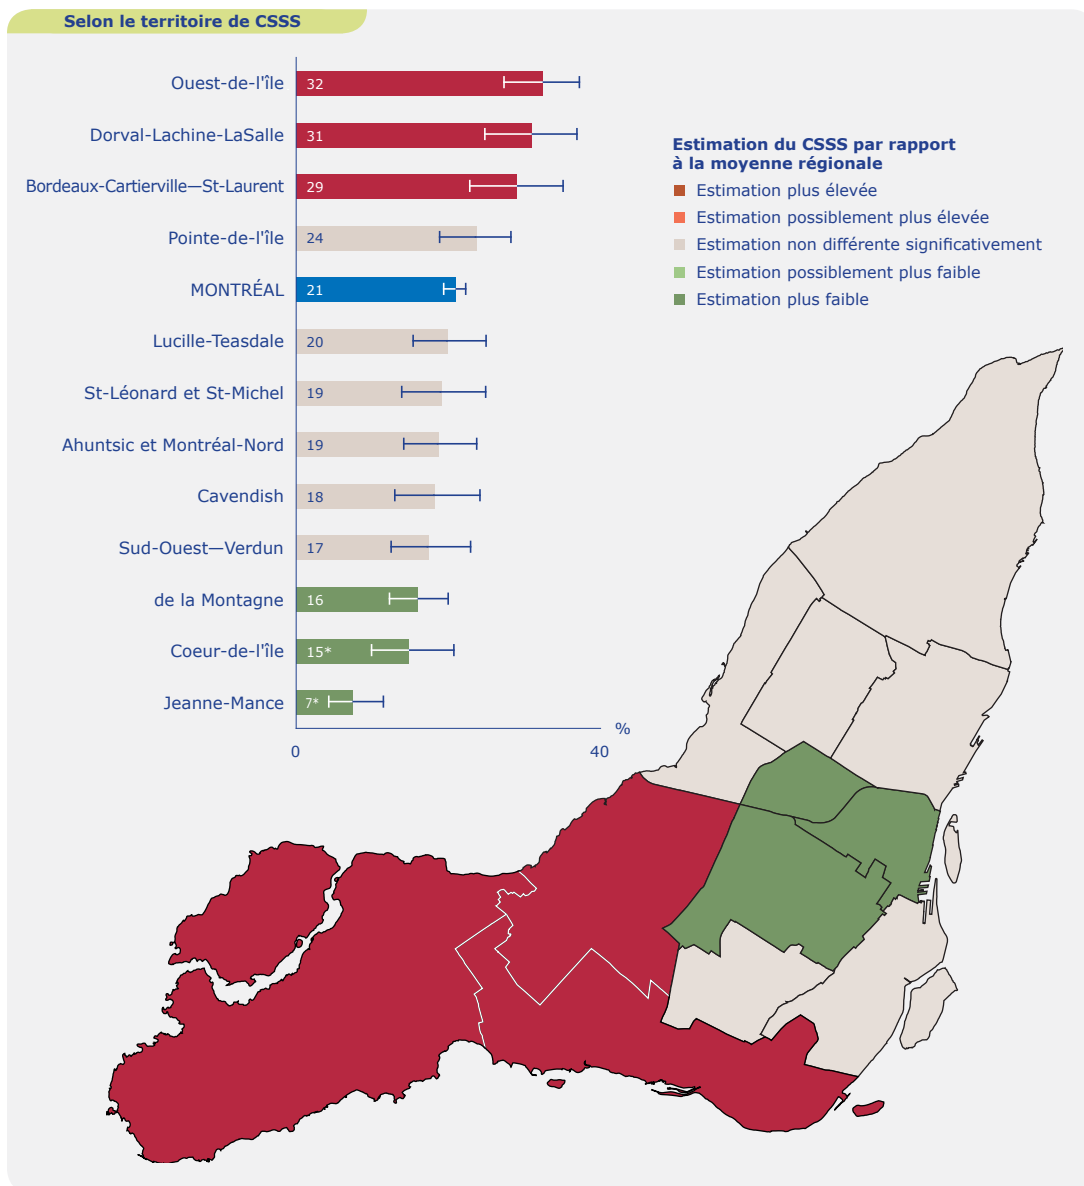 Selon le territoire de CSSS
Ouest-de-l'île 32
Dorval-Lachine-LaSalle 31
Bordeaux-Cartierville—St-Laurent 29
Pointe-de-l'île 24
MONTRÉAL 21
Lucille-Teasdale 20
St-Léonard et St-Michel 19
Ahuntsic et Montréal-Nord 19
Cavendish 18
Sud-Ouest—Verdun 17
de la Montagne 16
Coeur-de-l'île 15*
Jeanne-Mance 7*
%
0 40
Estimation du CSSS par rapport
à la moyenne régionale
Estimation plus élevée
Estimation possiblement plus élevée
Estimation non différente significativement
Estimation possiblement plus faible
Estimation plus faible